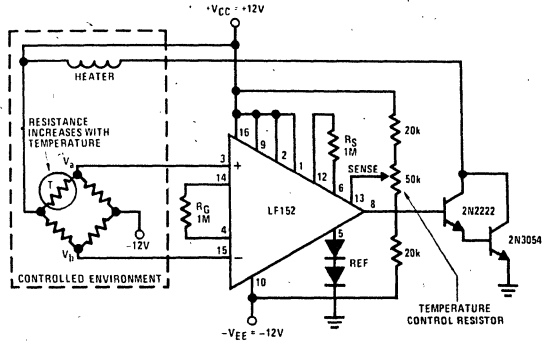 +VCC = +12V
HEATER
RESISTANCE
INCREASES WITH
TEMPERATURE
T
Va
Vb
-12V
CONTROLLED ENVIRONMENT
3
+
14
RG
1M
4
15
-
16
9
2
1
12
6
RS
1M
SENSE
13
8
LF152
5
REF
10
-VEE = -12V
20k
50k
20k
2N2222
2N3054
TEMPERATURE
CONTROL RESISTOR